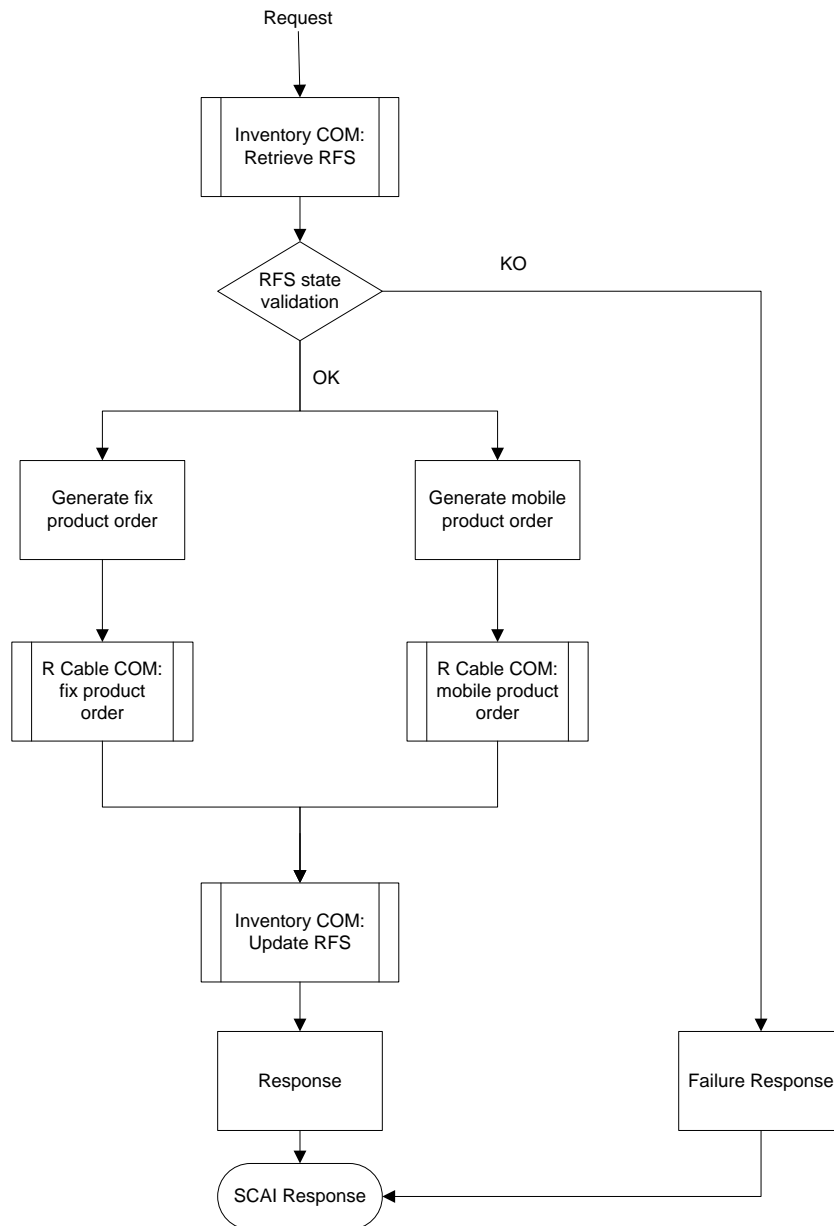 Request
Inventory COM:
Retrieve RFS
RFS state
validation
KO
OK
Generate fix
product order
Generate mobile
product order
R Cable COM:
fix product
order
R Cable COM:
mobile product
order
Inventory COM:
Update RFS
Response
Failure Response
SCAI Response